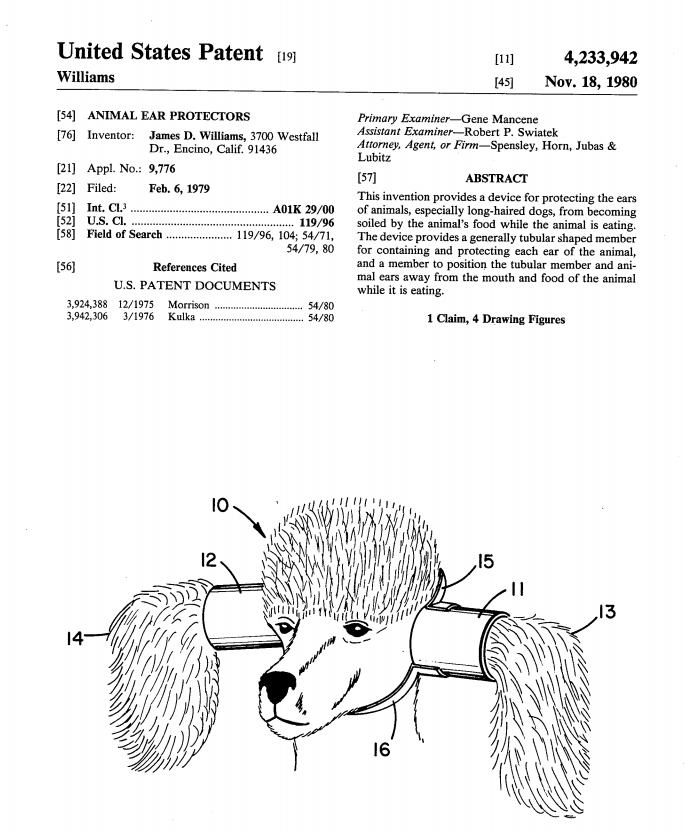 United States Patent [19]
Williams
[11] 4,233,942
[45] Nov. 18, 1980
[54] ANIMAL EAR PROTECTORS
[76] Inventor: James D. Williams, 3700 Westfall
Dr., Encino, Calif. 91436
[21] Appl. No.: 9,776
[22] Filed: Feb. 6, 1979
[51] Int. Cl.³ ........................................ A01K 29/00
[52] U.S. Cl. ................................................ 119/96
[58] Field of Search ..................... 119/96, 104; 54/71,
54/79, 80
[56] References Cited
U.S. PATENT DOCUMENTS
3,924,388 12/1975 Morrison ................................ 54/80
3,942,306 3/1976 Kulka ...................................... 54/80
Primary Examiner—Gene Mancene
Assistant Examiner—Robert P. Swiatek
Attorney, Agent, or Firm—Spensley, Horn, Jubas &
Lubitz
[57] ABSTRACT
This invention provides a device for protecting the ears
of animals, especially long-haired dogs, from becoming
soiled by the animal's food while the animal is eating.
The device provides a generally tubular shaped member
for containing and protecting each ear of the animal,
and a member to position the tubular member and ani-
mal ears away from the mouth and food of the animal
while it is eating.
1 Claim, 4 Drawing Figures
10
12
15
11
13
14
16